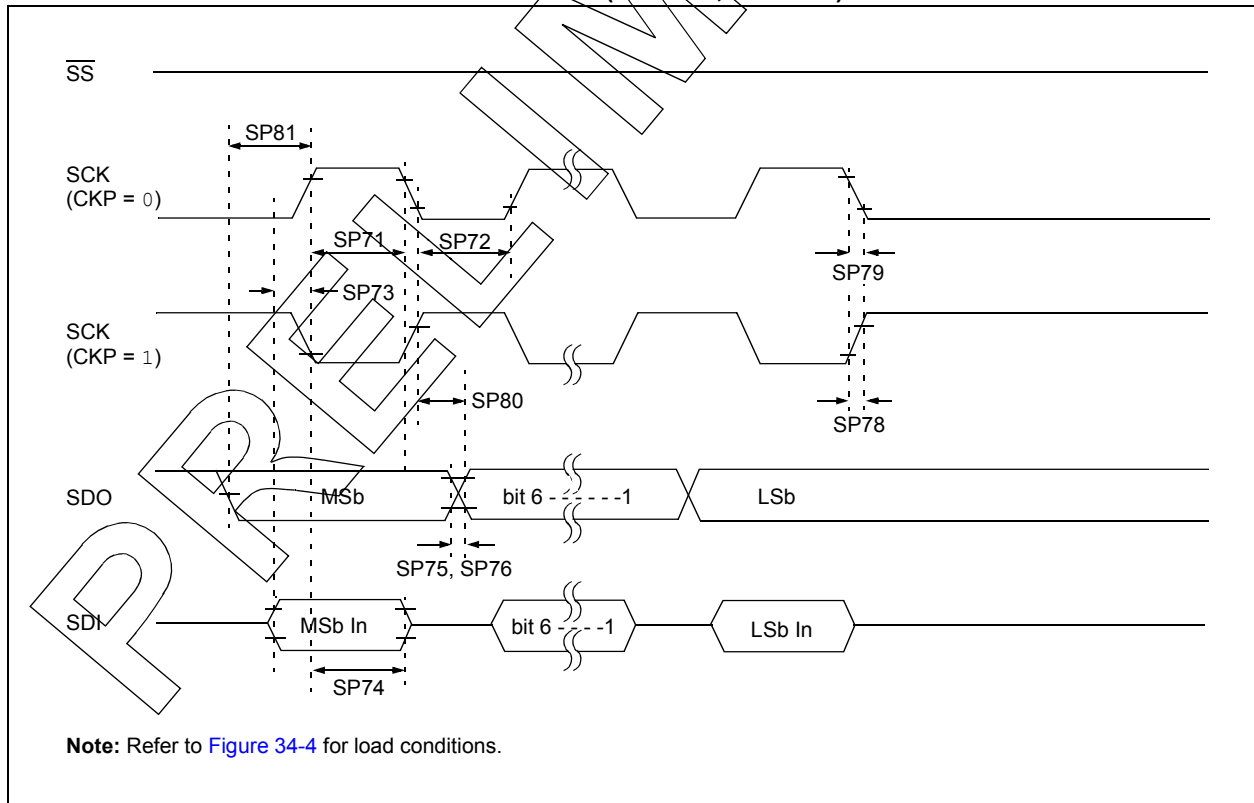 SS
SP81
SCK
(CKP = 0)
SP71
SP72
SP79
SP73
SCK
(CKP = 1)
SP80
SP78
SDO
MSb
bit 6 - - - - - - -1
LSb
SP75, SP76
SDI
MSb In
bit 6 - - - - -1
LSb In
SP74
Note: Refer to Figure 34-4 for load conditions.